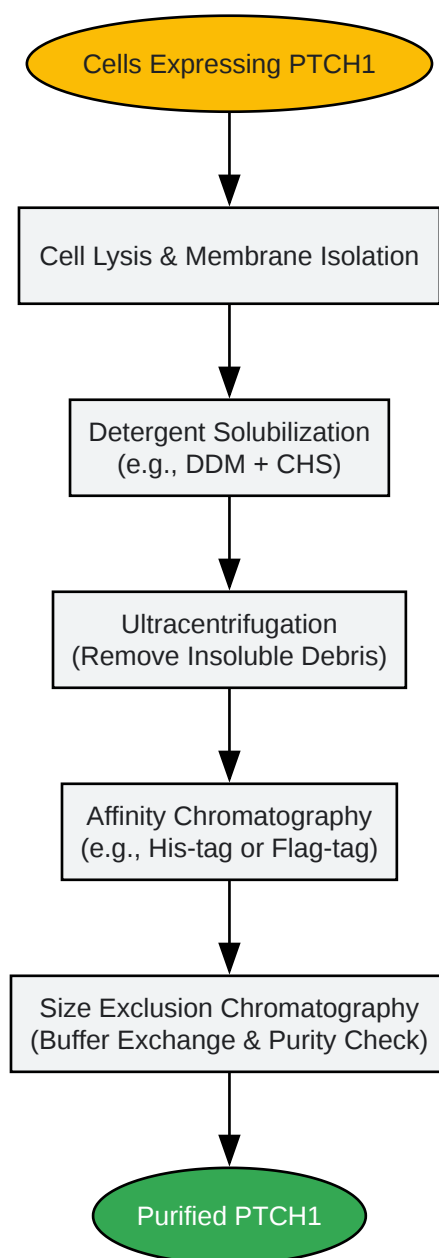 Cells Expressing PTCH1
Cell Lysis & Membrane Isolation
Detergent Solubilization
(e.g., DDM + CHS)
Ultracentrifugation
(Remove Insoluble Debris)
Affinity Chromatography
(e.g., His-tag or Flag-tag)
Size Exclusion Chromatography
(Buffer Exchange & Purity Check)
Purified PTCH1